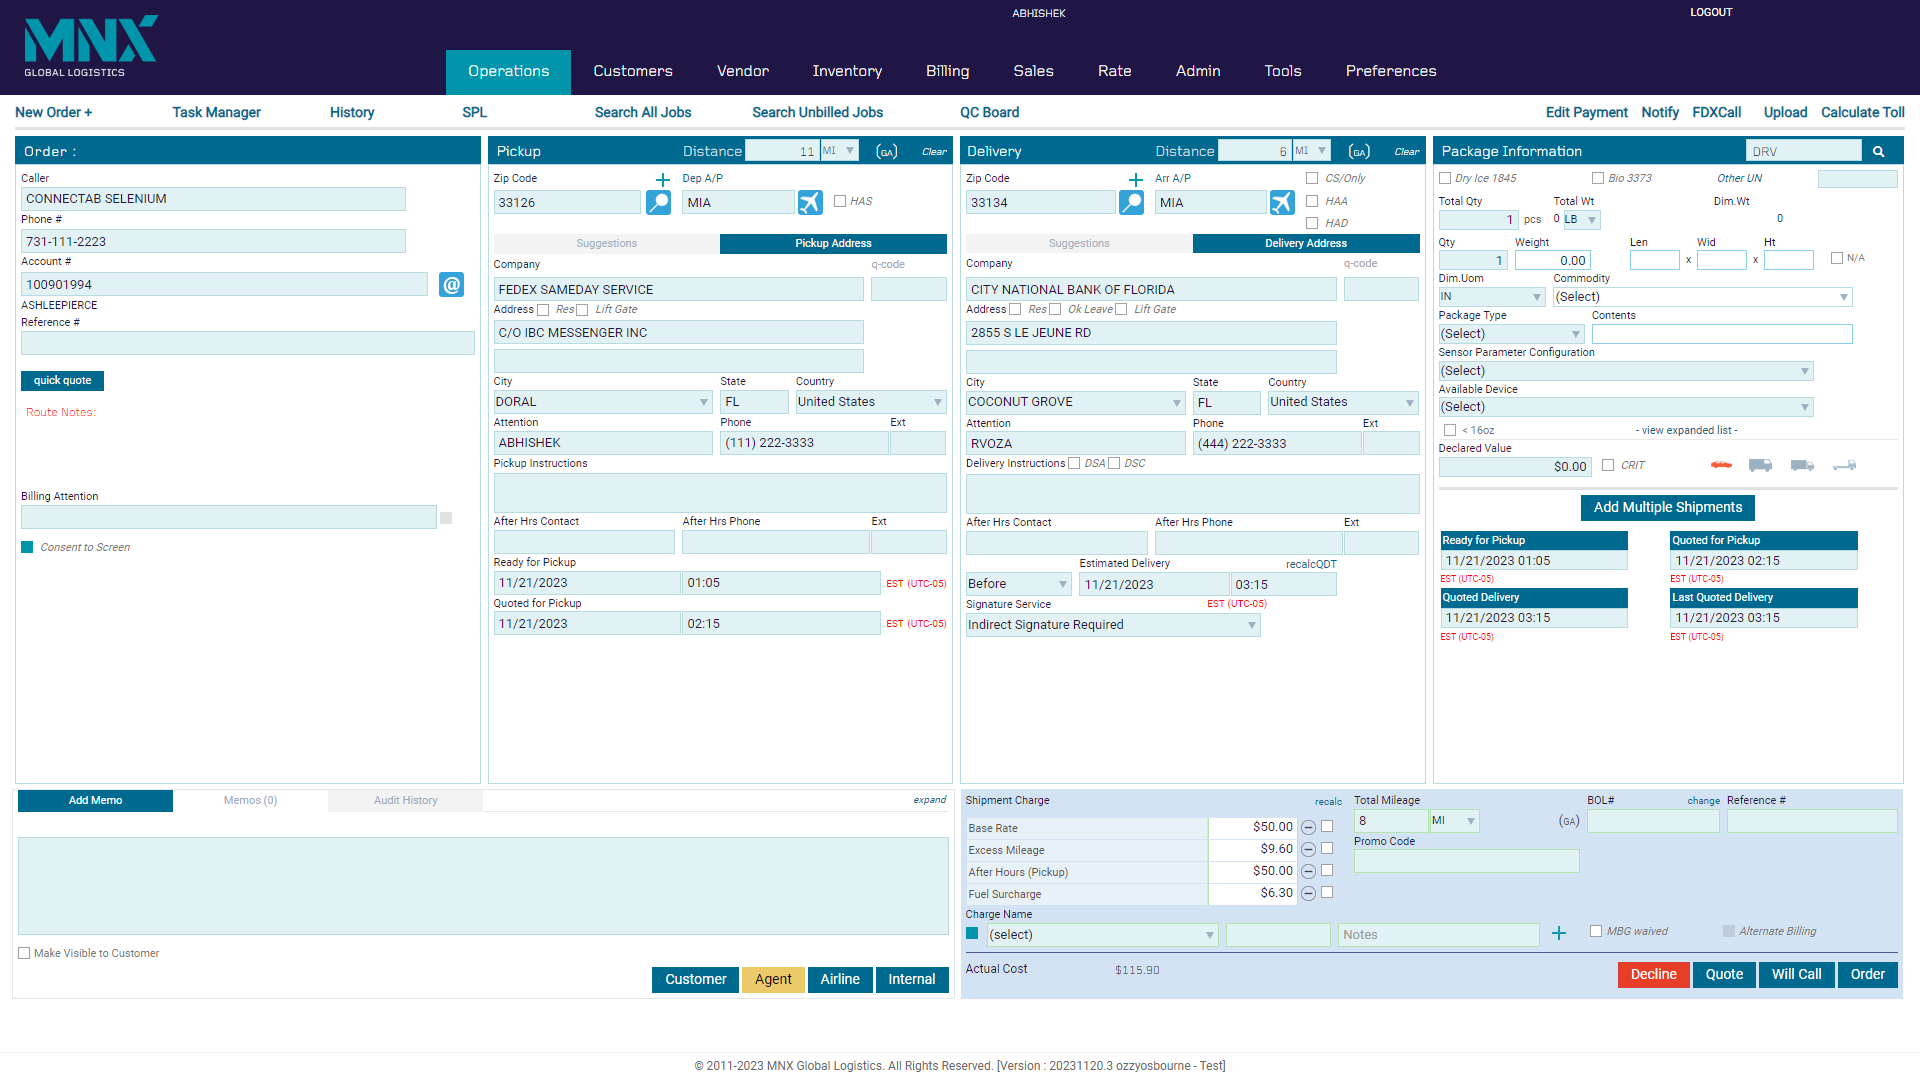 MNX
GLOBAL LOGISTICS
ABHISHEK
LOGOUT
Operations Customers Vendor Inventory Billing Sales Rate Admin Tools Preferences
New Order + Task Manager History SPL Search All Jobs Search Unbilled Jobs QC Board Edit Payment Notify FDXCall Upload Calculate Toll
Order :
Caller
CONNECTAB SELENIUM
Phone #
731-111-2223
Account #
100901994
@
ASHLEEPIERCE
Reference #
quick quote
Route Notes:
Billing Attention
Consent to Screen
Pickup Distance 11 MI (GA) Clear
Zip Code + Dep A/P
33126 MIA HAS
Suggestions Pickup Address
Company q-code
FEDEX SAMEDAY SERVICE
Address Res Lift Gate
C/O IBC MESSENGER INC
City State Country
DORAL FL United States
Attention Phone Ext
ABHISHEK (111) 222-3333
Pickup Instructions
After Hrs Contact After Hrs Phone Ext
Ready for Pickup
11/21/2023 01:05 EST (UTC-05)
Quoted for Pickup
11/21/2023 02:15 EST (UTC-05)
Delivery Distance 6 MI (GA) Clear
Zip Code + Arr A/P CS/Only
33134 MIA HAA
HAD
Suggestions Delivery Address
Company q-code
CITY NATIONAL BANK OF FLORIDA
Address Res Ok Leave Lift Gate
2855 S LE JEUNE RD
City State Country
COCONUT GROVE FL United States
Attention Phone Ext
RVOZA (444) 222-3333
Delivery Instructions DSA DSC
After Hrs Contact After Hrs Phone Ext
Estimated Delivery recalcQDT
Before 11/21/2023 03:15
Signature Service EST (UTC-05)
Indirect Signature Required
Package Information DRV
Dry Ice 1845 Bio 3373 Other UN
Total Qty Total Wt Dim.Wt
1 pcs 0 LB 0
Qty Weight Len Wid Ht
1 0.00 x x N/A
Dim.Uom Commodity
IN (Select)
Package Type Contents
(Select)
Sensor Parameter Configuration
(Select)
Available Device
(Select)
< 16oz - view expanded list -
Declared Value
$0.00 CRIT
Add Multiple Shipments
Ready for Pickup Quoted for Pickup
11/21/2023 01:05 11/21/2023 02:15
EST (UTC-05) EST (UTC-05)
Quoted Delivery Last Quoted Delivery
11/21/2023 03:15 11/21/2023 03:15
EST (UTC-05) EST (UTC-05)
Add Memo Memos (0) Audit History expand
Make Visible to Customer
Customer Agent Airline Internal
Shipment Charge recalc Total Mileage BOL# change Reference #
Base Rate $50.00 8 MI (GA)
Excess Mileage $9.60 Promo Code
After Hours (Pickup) $50.00
Fuel Surcharge $6.30
Charge Name
(select) Notes + MBG waived Alternate Billing
Actual Cost $115.90
Decline Quote Will Call Order
© 2011-2023 MNX Global Logistics. All Rights Reserved. [Version : 20231120.3 ozzyosbourne - Test]